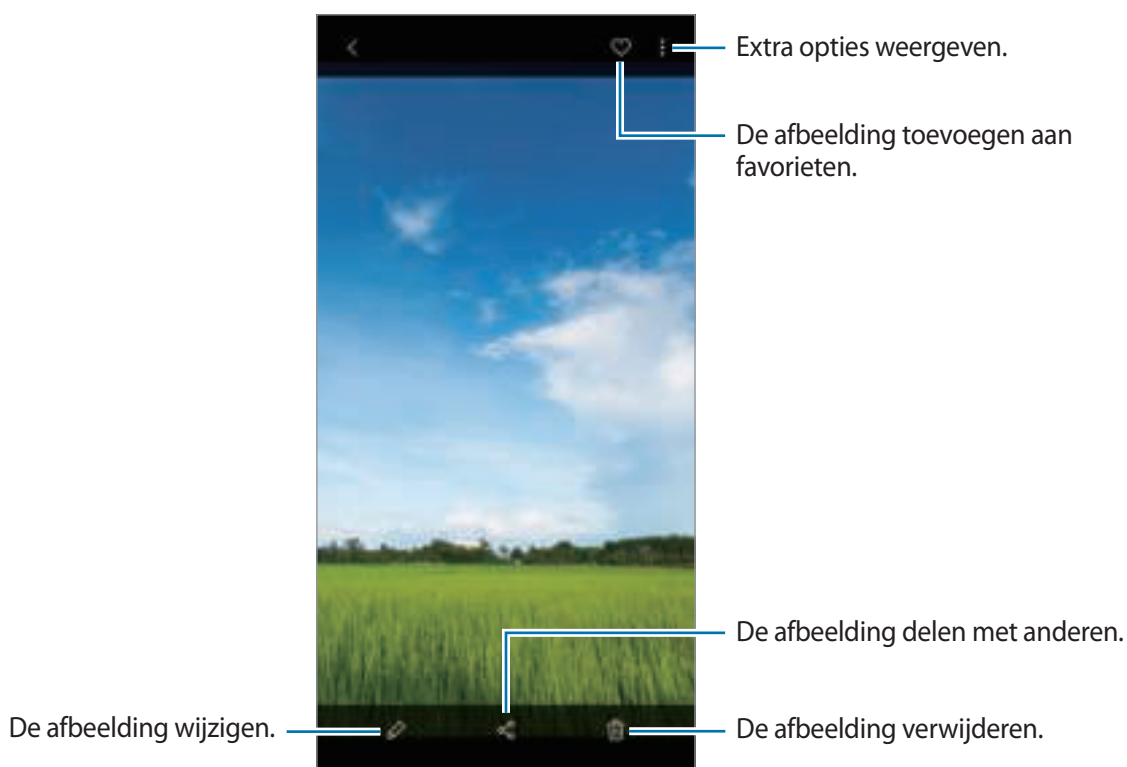 Extra opties weergeven.
De afbeelding toevoegen aan
favorieten.
De afbeelding delen met anderen.
De afbeelding wijzigen.
De afbeelding verwijderen.